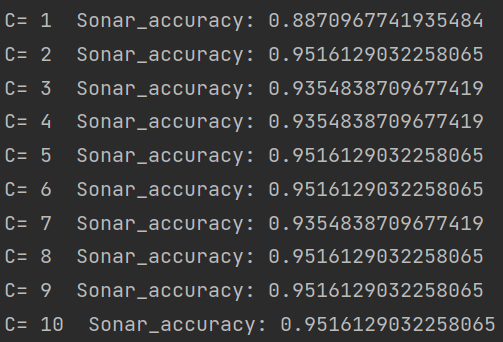 C= 1  Sonar_accuracy: 0.8870967741935484
C= 2  Sonar_accuracy: 0.9516129032258065
C= 3  Sonar_accuracy: 0.9354838709677419
C= 4  Sonar_accuracy: 0.9354838709677419
C= 5  Sonar_accuracy: 0.9516129032258065
C= 6  Sonar_accuracy: 0.9516129032258065
C= 7  Sonar_accuracy: 0.9354838709677419
C= 8  Sonar_accuracy: 0.9516129032258065
C= 9  Sonar_accuracy: 0.9516129032258065
C= 10  Sonar_accuracy: 0.9516129032258065